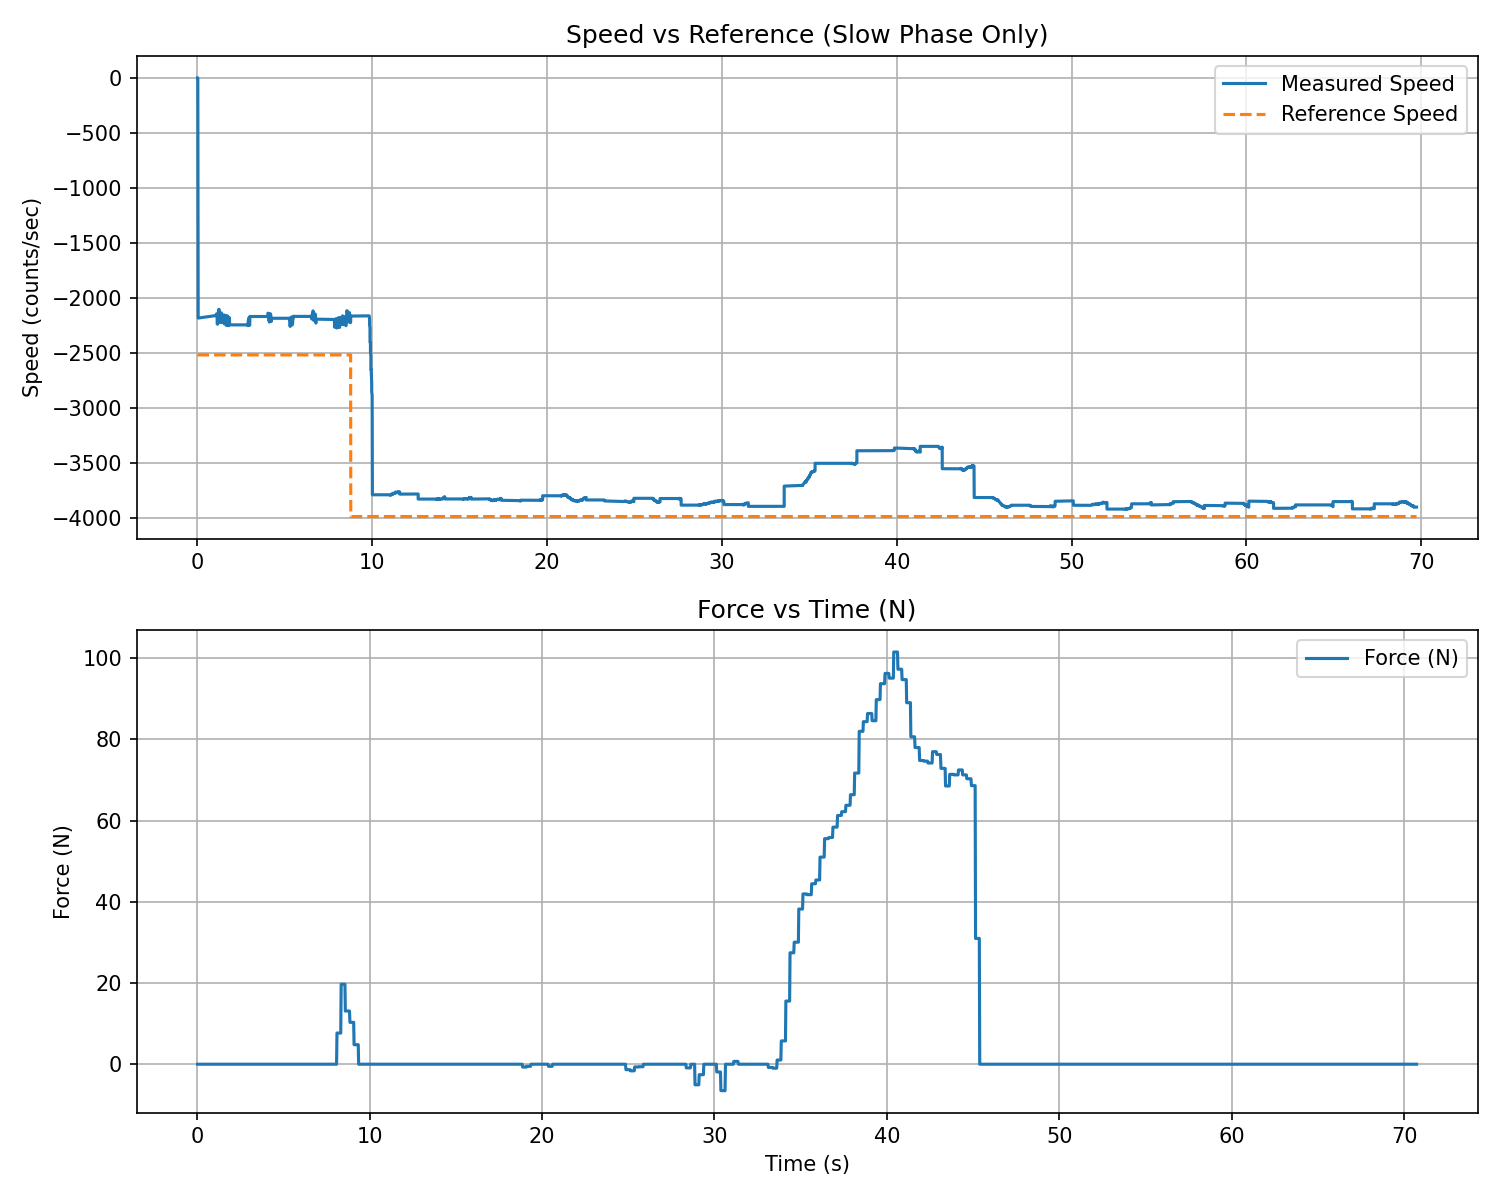 Speed vs Reference (Slow Phase Only)
Measured Speed
Reference Speed
Speed (counts/sec)
0
−500
−1000
−1500
−2000
−2500
−3000
−3500
−4000
0 10 20 30 40 50 60 70
Force vs Time (N)
Force (N)
Force (N)
100
80
60
40
20
0
0 10 20 30 40 50 60 70
Time (s)